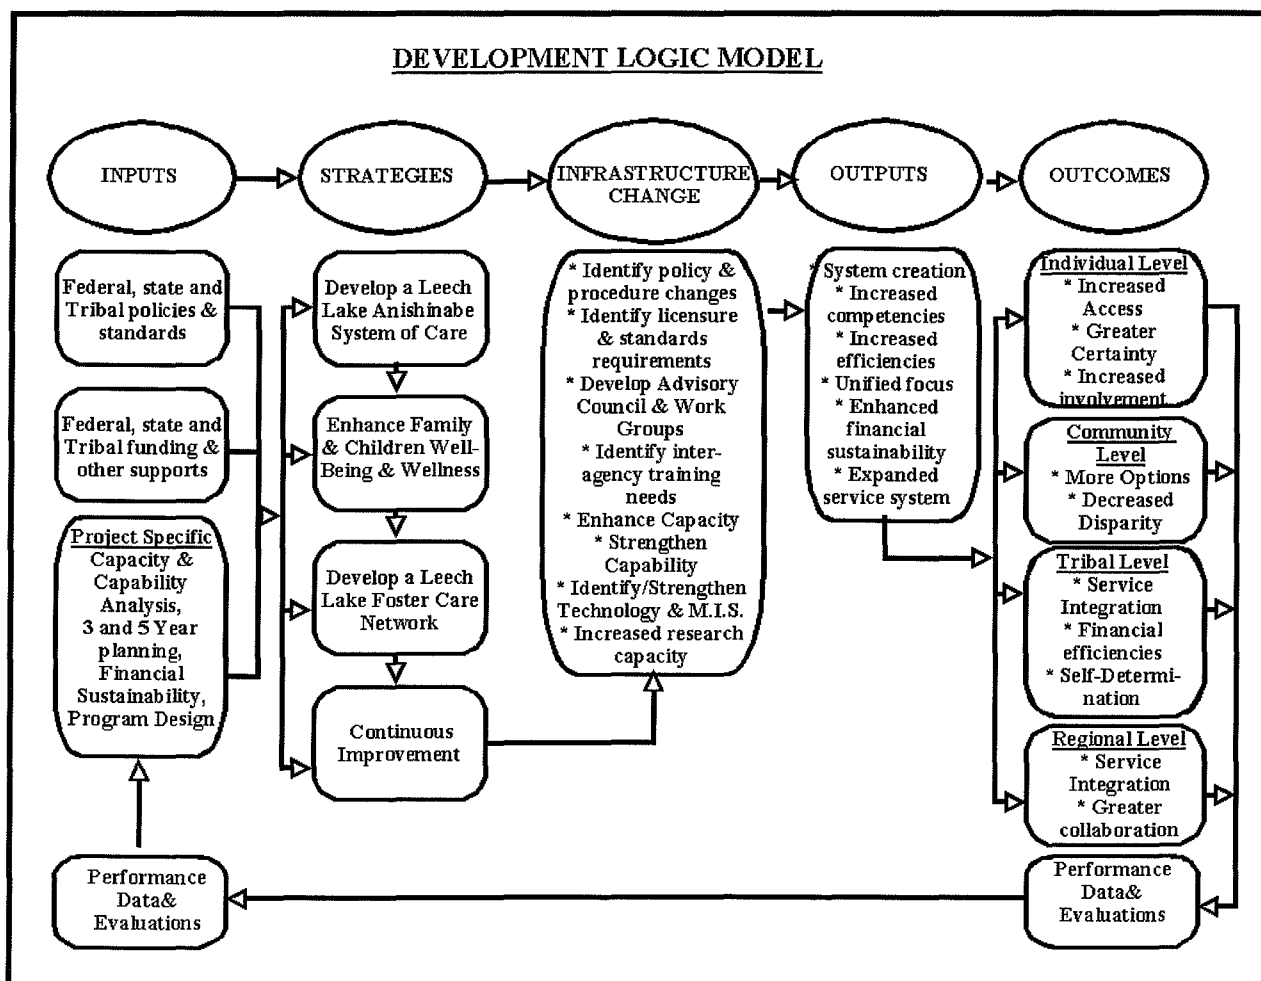 DEVELOPMENT LOGIC MODEL
INPUTS
STRATEGIES
INFRASTRUCTURE
CHANGE
OUTPUTS
OUTCOMES
Federal, state and
Tribal policies &
standards
Federal, state and
Tribal funding &
other supports
Project Specific
Capacity &
Capability
Analysis,
3 and 5 Year
planning,
Financial
Sustainability,
Program Design
Performance
Data&
Evaluations
Develop a Leech
Lake Anishinabe
System of Care
Enhance Family
& Children Well-
Being & Wellness
Develop a Leech
Lake Foster Care
Network
Continuous
Improvement
* Identify policy &
procedure changes
* Identify licensure
& standards
requirements
* Develop Advisory
Council & Work
Groups
* Identify inter-
agency training
needs
* Enhance Capacity
* Strengthen
Capability
* Identify/Strengthen
Technology & M.I.S.
* Increased research
capacity
* System creation
* Increased
competencies
* Increased
efficiencies
* Unified focus
* Enhanced
financial
sustainability
* Expanded
service system
Individual Level
* Increased
Access
* Greater
Certainty
* Increased
involvement
Community
Level
* More Options
* Decreased
Disparity
Tribal Level
* Service
Integration
* Financial
efficiencies
* Self-Determi-
nation
Regional Level
* Service
Integration
* Greater
collaboration
Performance
Data&
Evaluations